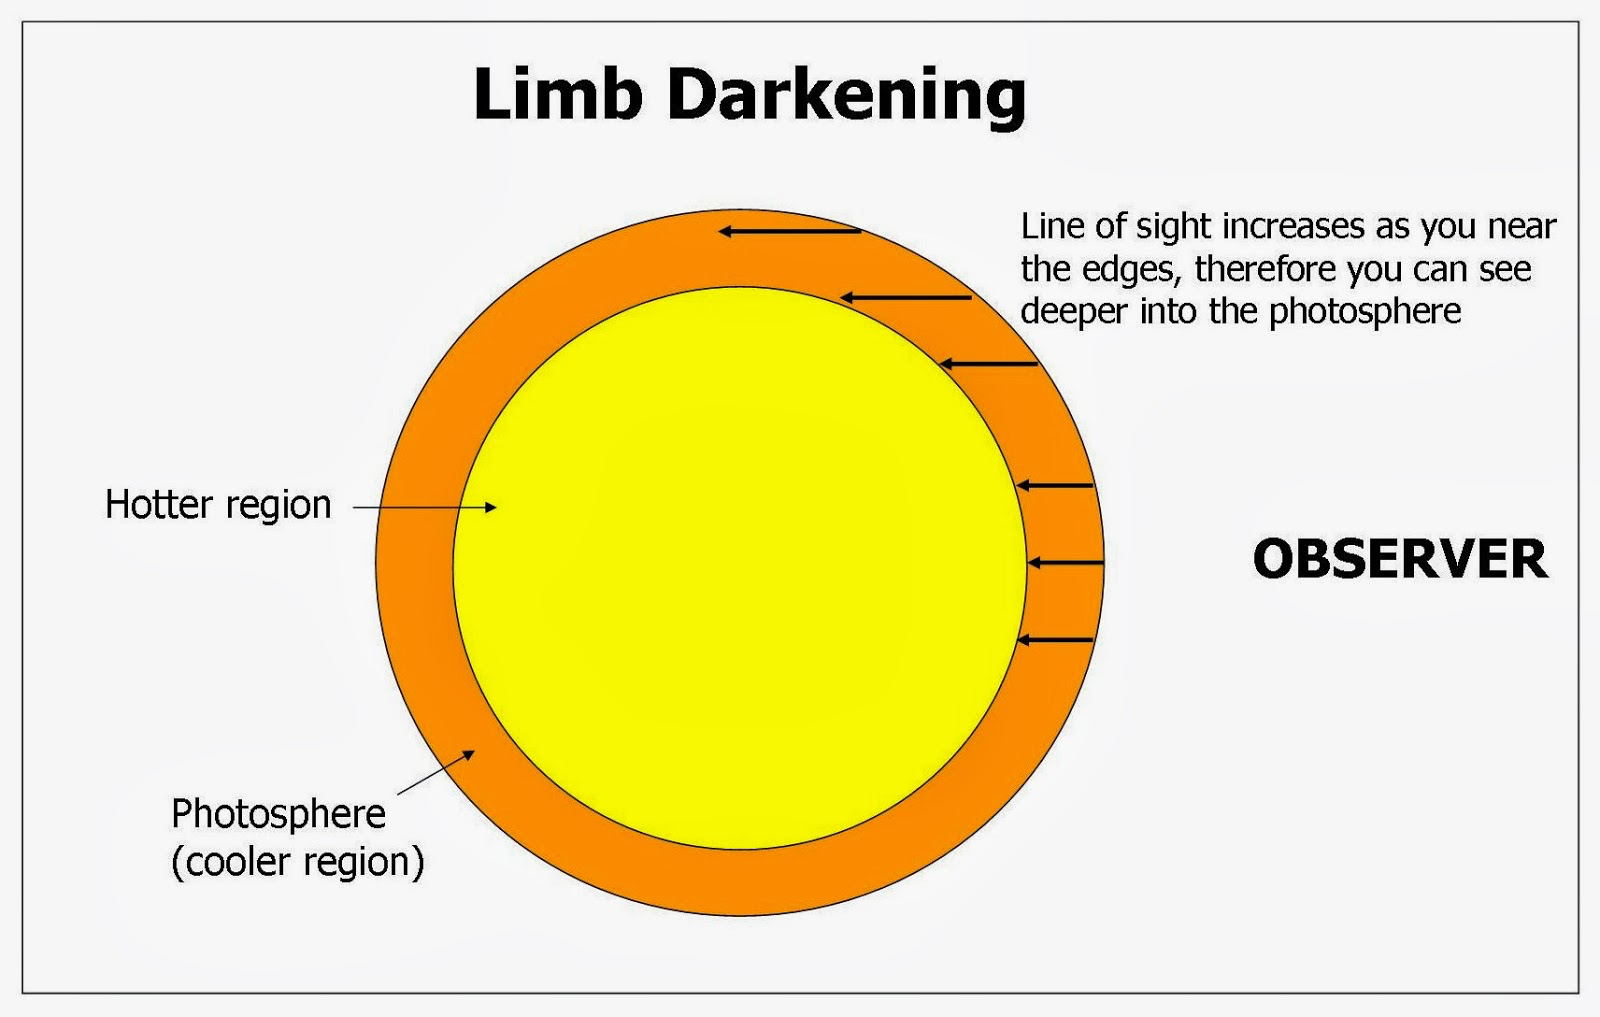 Limb Darkening
Line of sight increases as you near
the edges, therefore you can see
deeper into the photosphere
Hotter region
OBSERVER
Photosphere
(cooler region)